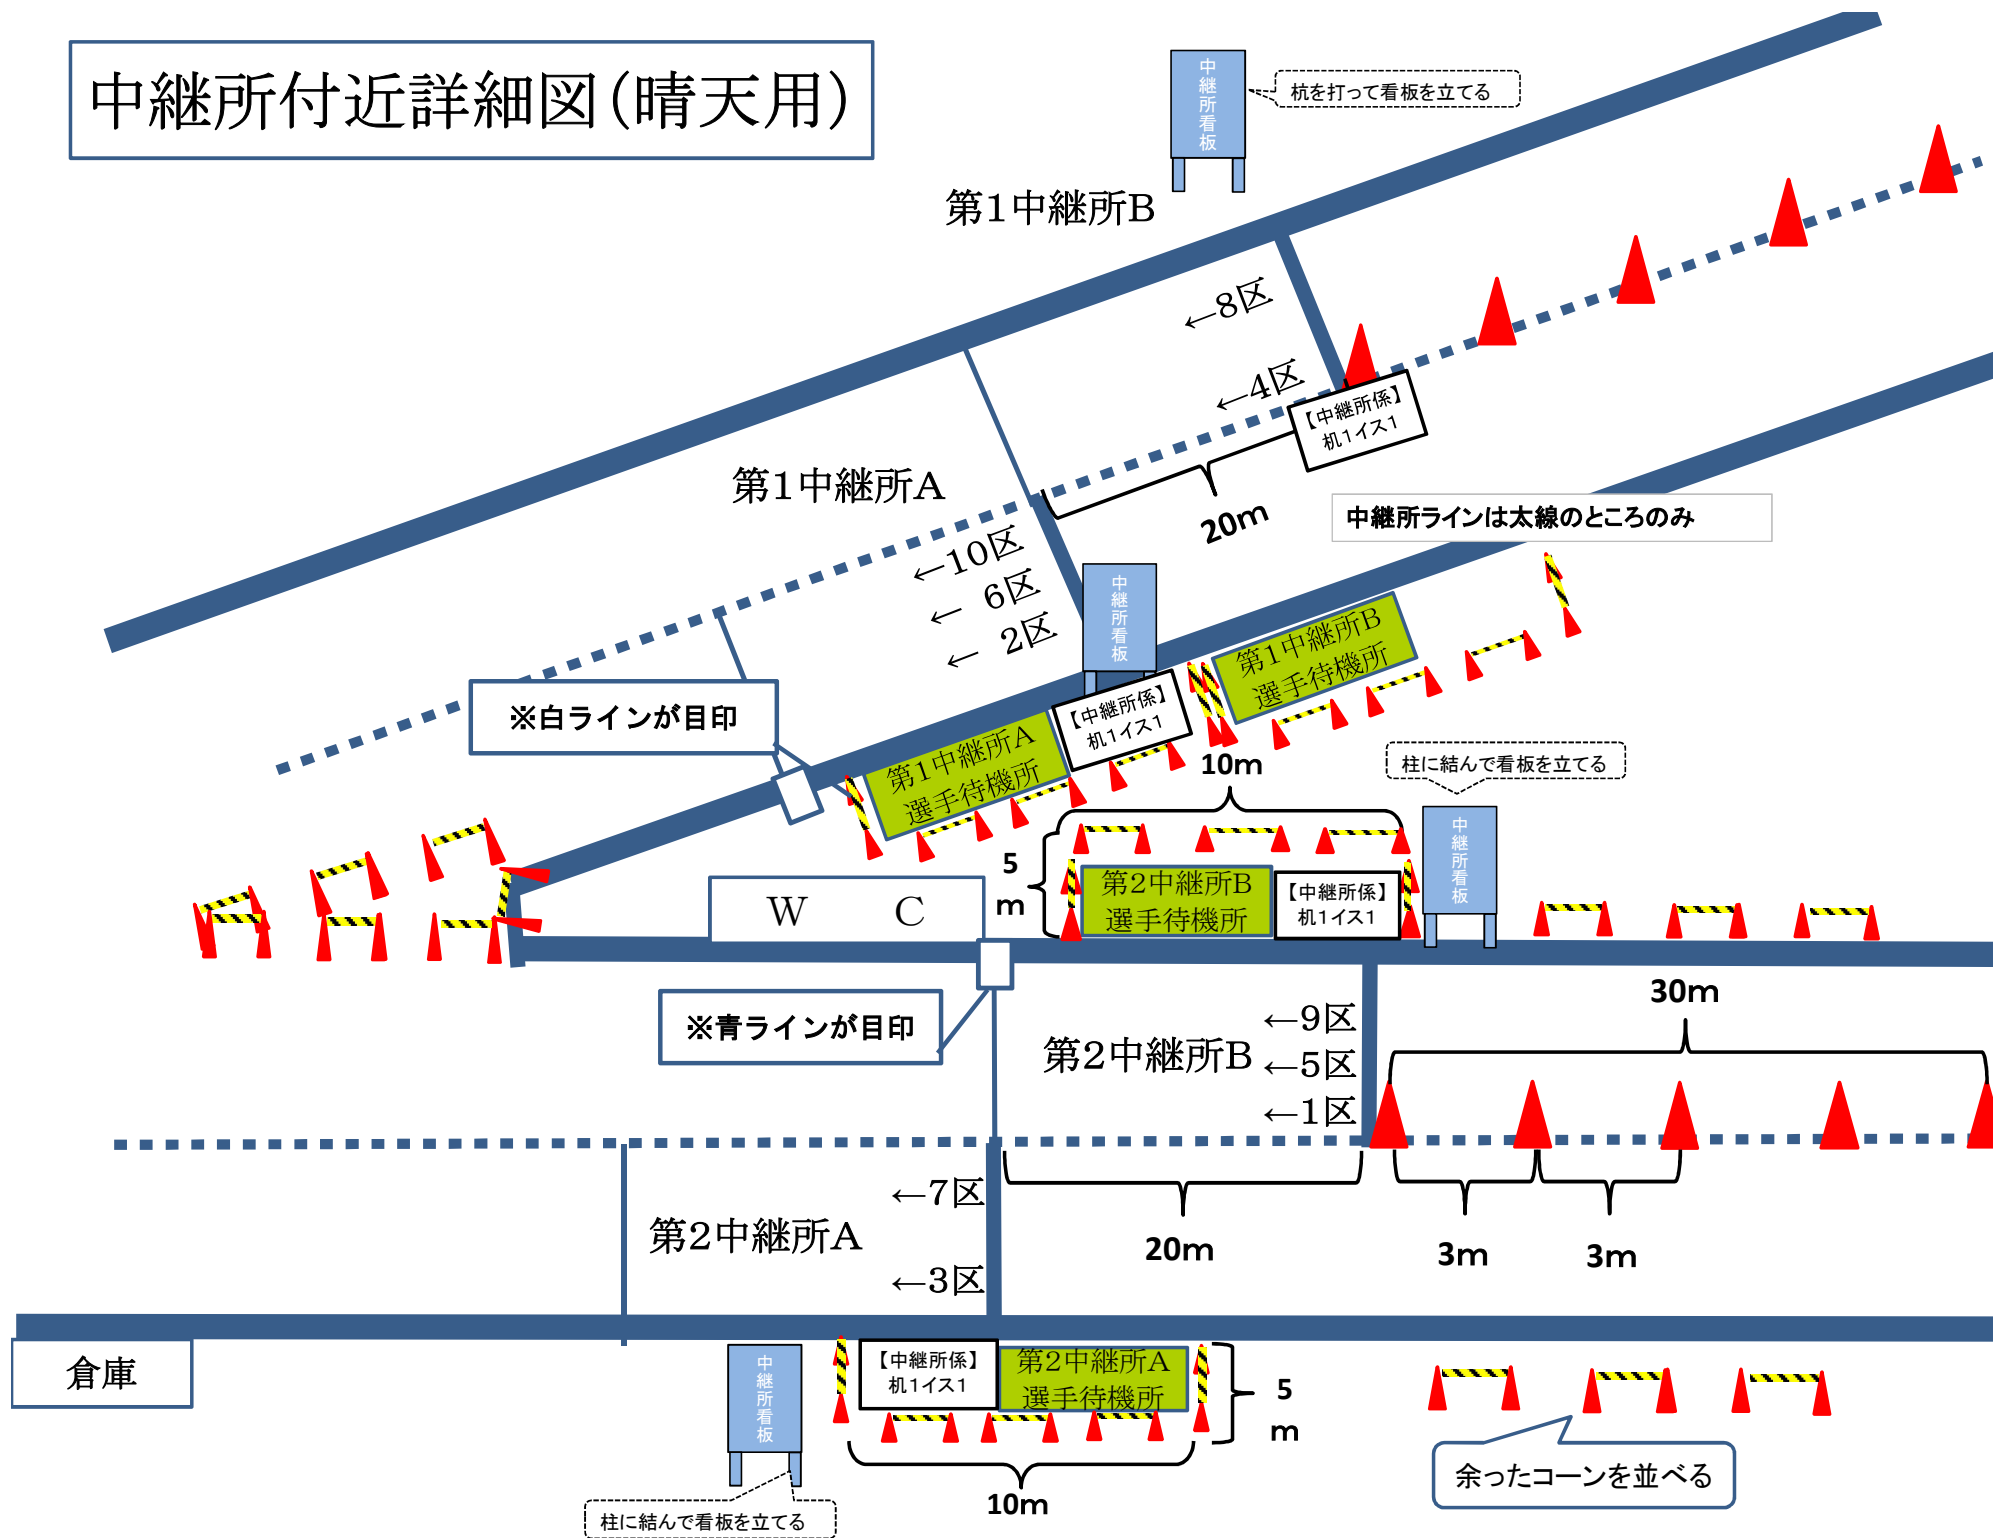 中継所付近詳細図(晴天用)
中継所看板
杭を打って看板を立てる
第1中継所B
←8区
←4区
【中継所係】
机1イス1
第1中継所A
20m
中継所ラインは太線のところのみ
←10区
← 6区
← 2区
中継所看板
第1中継所B
選手待機所
※白ラインが目印
【中継所係】
机1イス1
第1中継所A
選手待機所
10m
柱に結んで看板を立てる
中継所看板
5
m
第2中継所B
選手待機所
【中継所係】
机1イス1
W C
※青ラインが目印
30m
第2中継所B
←9区
←5区
←1区
←7区
第2中継所A
←3区
20m
3m
3m
倉庫
中継所看板
【中継所係】
机1イス1
第2中継所A
選手待機所
5
m
10m
余ったコーンを並べる
柱に結んで看板を立てる